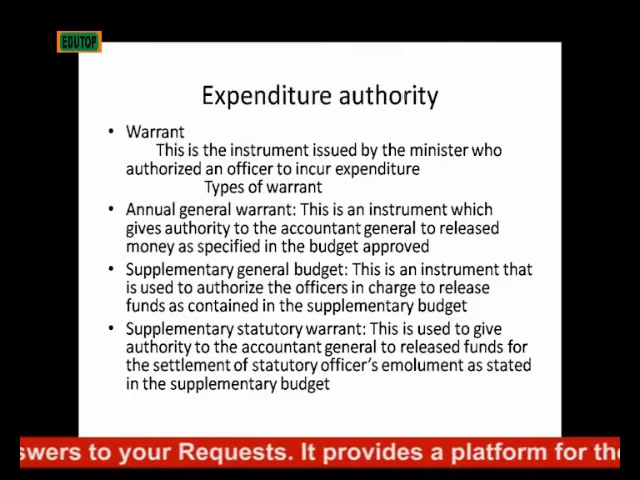 EDUTOP
Expenditure authority
• Warrant
This is the instrument issued by the minister who
authorized an officer to incur expenditure
Types of warrant
• Annual general warrant: This is an instrument which
gives authority to the accountant general to released
money as specified in the budget approved
• Supplementary general budget: This is an instrument that
is used to authorize the officers in charge to release
funds as contained in the supplementary budget
• Supplementary statutory warrant: This is used to give
authority to the accountant general to released funds for
the settlement of statutory officer's emolument as stated
in the supplementary budget
swers to your Requests. It provides a platform for the